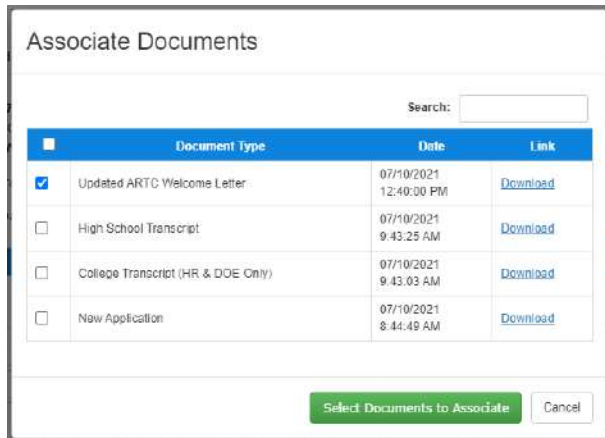 Associate Documents
Search:
Document Type Date Link
Updated ARTC Welcome Letter 07/10/2021 12:40:00 PM Download
High School Transcript 07/10/2021 9:43:25 AM Download
College Transcript (HR & DOE Only) 07/10/2021 9:43:03 AM Download
New Application 07/10/2021 8:44:49 AM Download
Select Documents to Associate Cancel